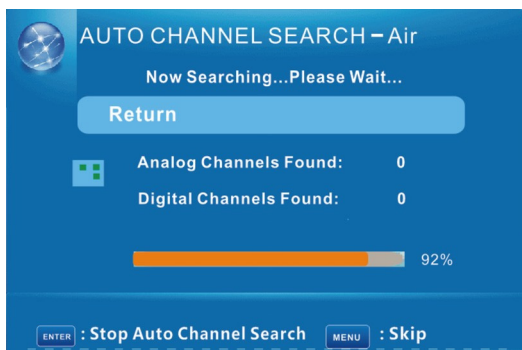 AUTO CHANNEL SEARCH – Air
Now Searching...Please Wait...
Return
Analog Channels Found: 0
Digital Channels Found: 0
92%
ENTER : Stop Auto Channel Search MENU : Skip